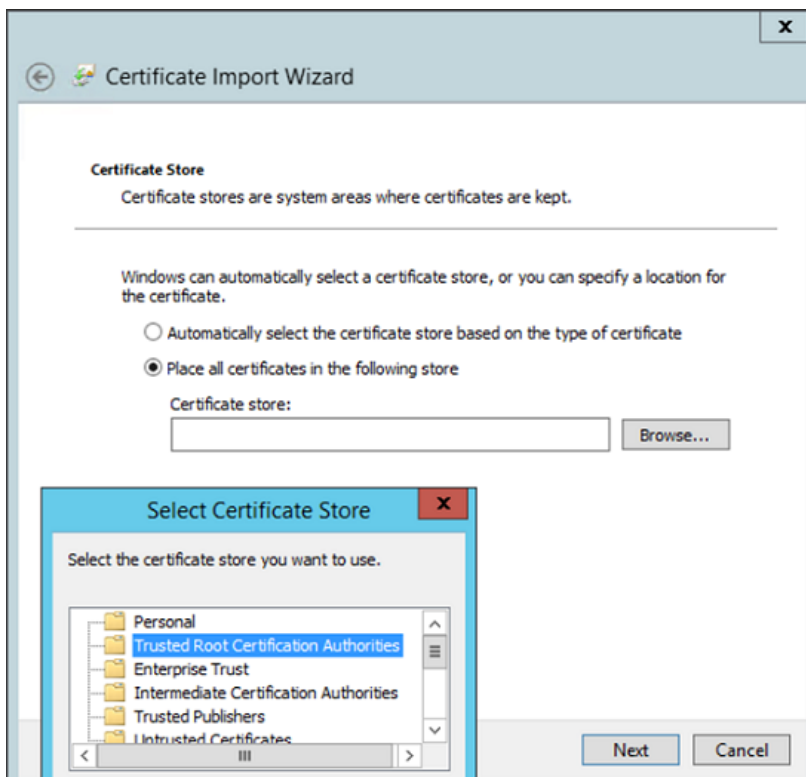 x
Certificate Import Wizard
Certificate Store
Certificate stores are system areas where certificates are kept.
Windows can automatically select a certificate store, or you can specify a location for
the certificate.
Automatically select the certificate store based on the type of certificate
Place all certificates in the following store
Certificate store:
Browse...
Select Certificate Store
x
Select the certificate store you want to use.
Personal
Trusted Root Certification Authorities
Enterprise Trust
Intermediate Certification Authorities
Trusted Publishers
Untrusted Certificates
Next
Cancel